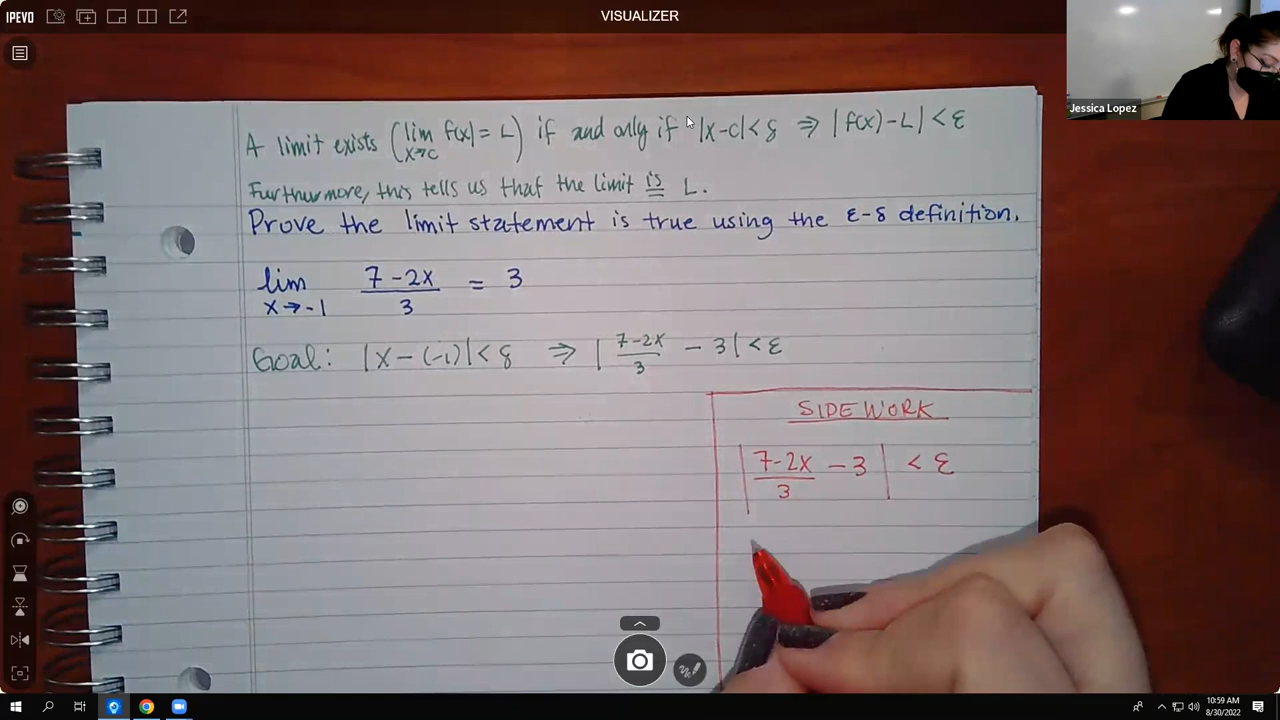 IPEVO
VISUALIZER
Jessica Lopez
A limit exists (lim x→c f(x) = L) if and only if |x-c|<δ ⇒ |f(x)-L|<ε
Furthermore, this tells us that the limit is L.
Prove the limit statement is true using the ε-δ definition.
lim x→-1 (7-2x)/3 = 3
Goal: |x-(-1)|<δ ⇒ |(7-2x)/3 - 3|<ε
SIDE WORK
|(7-2x)/3 - 3| < ε
10:59 AM
8/30/2022